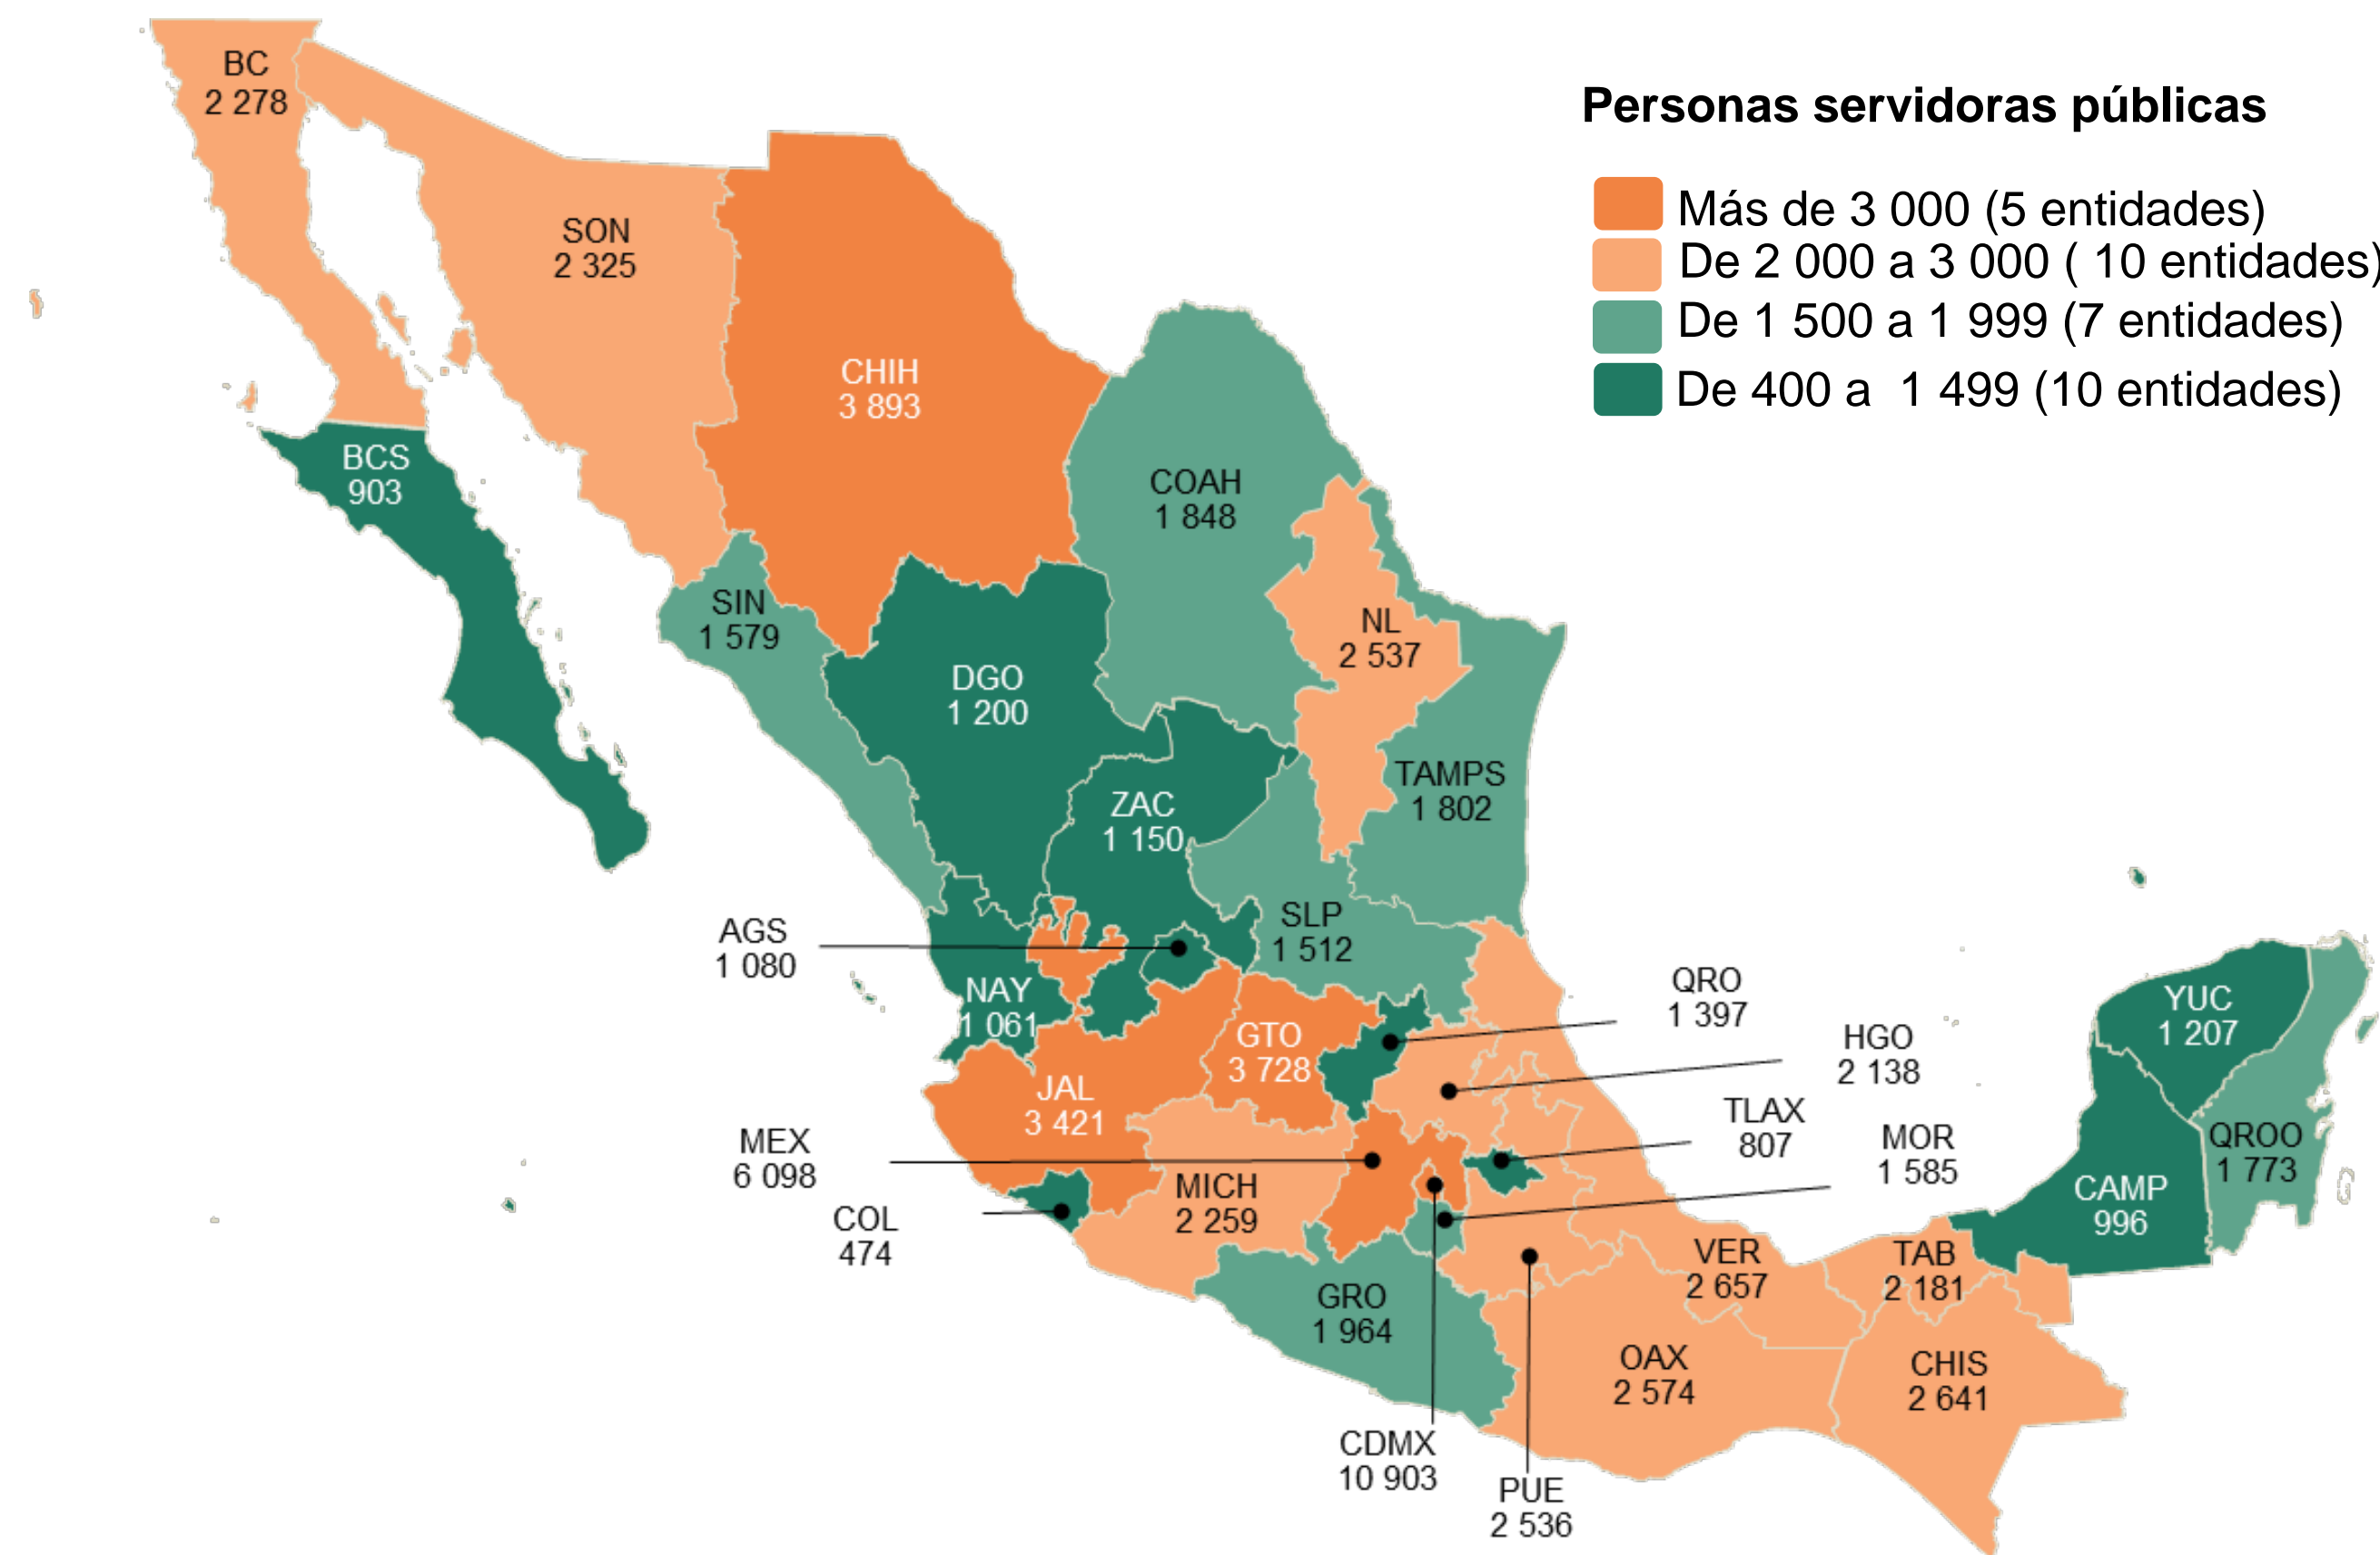 BC
2 278
Personas servidoras públicas
Más de 3 000 (5 entidades)
De 2 000 a 3 000 ( 10 entidades)
De 1 500 a 1 999 (7 entidades)
De 400 a  1 499 (10 entidades)
SON
2 325
CHIH
3 893
BCS
903
COAH
1 848
SIN
1 579
NL
2 537
DGO
1 200
TAMPS
1 802
ZAC
1 150
SLP
1 512
AGS
1 080
NAY
1 061
GTO
3 728
QRO
1 397
HGO
2 138
YUC
1 207
JAL
3 421
TLAX
807
MOR
1 585
QROO
1 773
MEX
6 098
MICH
2 259
CAMP
996
COL
474
VER
2 657
TAB
2 181
GRO
1 964
OAX
2 574
CHIS
2 641
CDMX
10 903
PUE
2 536